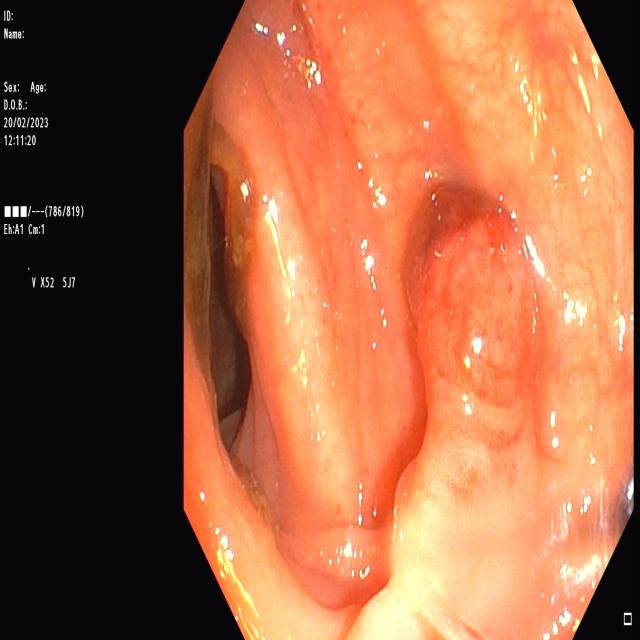 ID:
Name:
Sex: Age:
D.O.B.:
20/02/2023
12:11:20
■■■/---(786/819)
Eh:A1 Cm:1
V X52 5J7